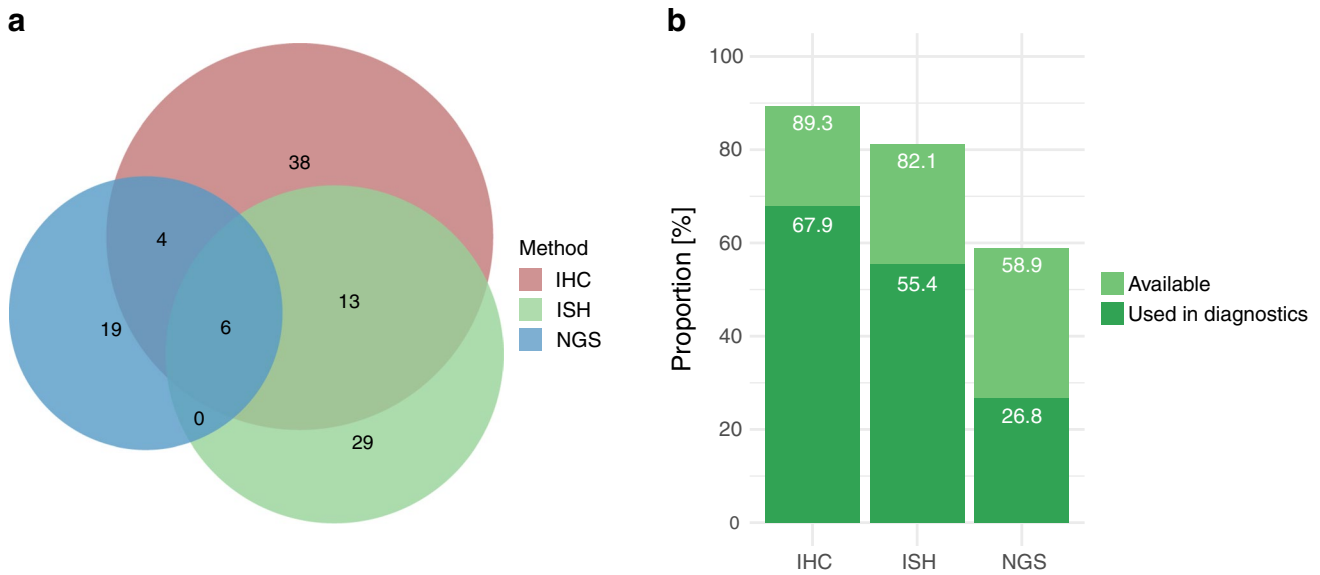 a
38
4
13
19
6
0
29
Method
IHC
ISH
NGS
b
Proportion [%]
100
80
60
40
20
0
89.3
82.1
67.9
58.9
55.4
26.8
IHC
ISH
NGS
Available
Used in diagnostics